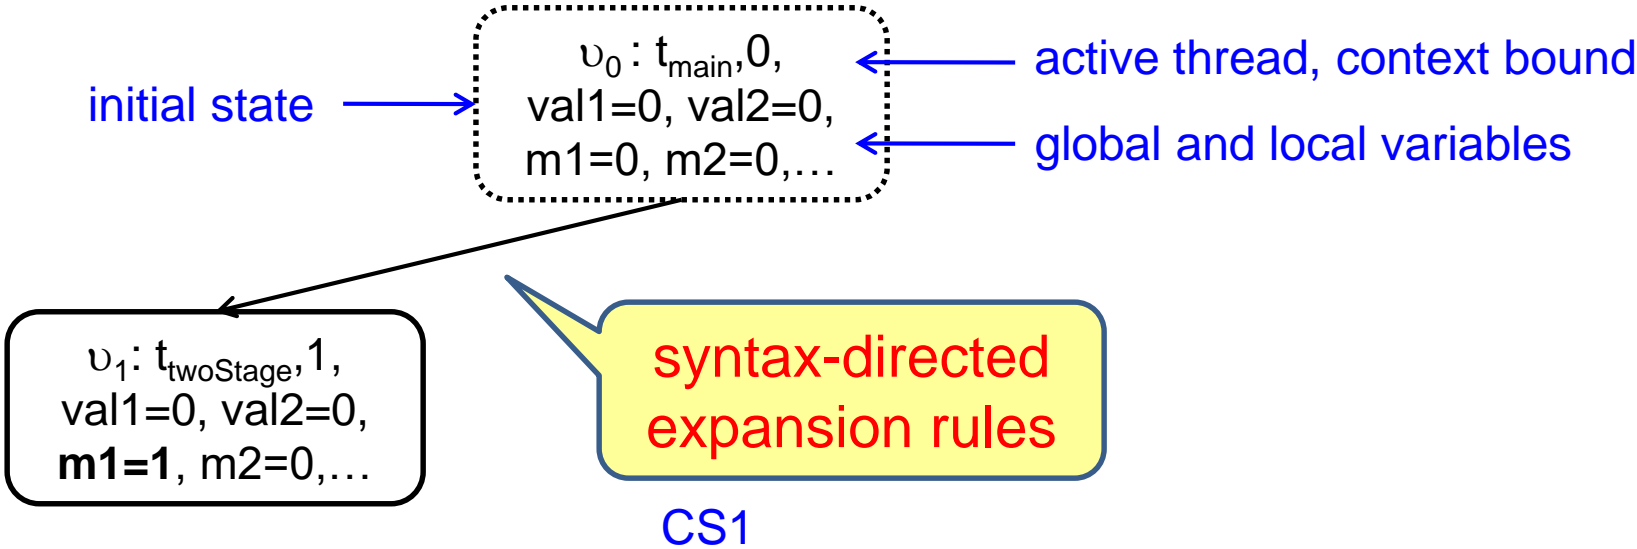 υ0 : tmain,0,
val1=0, val2=0,
m1=0, m2=0,…
initial state
active thread, context bound
global and local variables
υ1: ttwoStage,1,
val1=0, val2=0,
m1=1, m2=0,…
syntax-directed
expansion rules
CS1